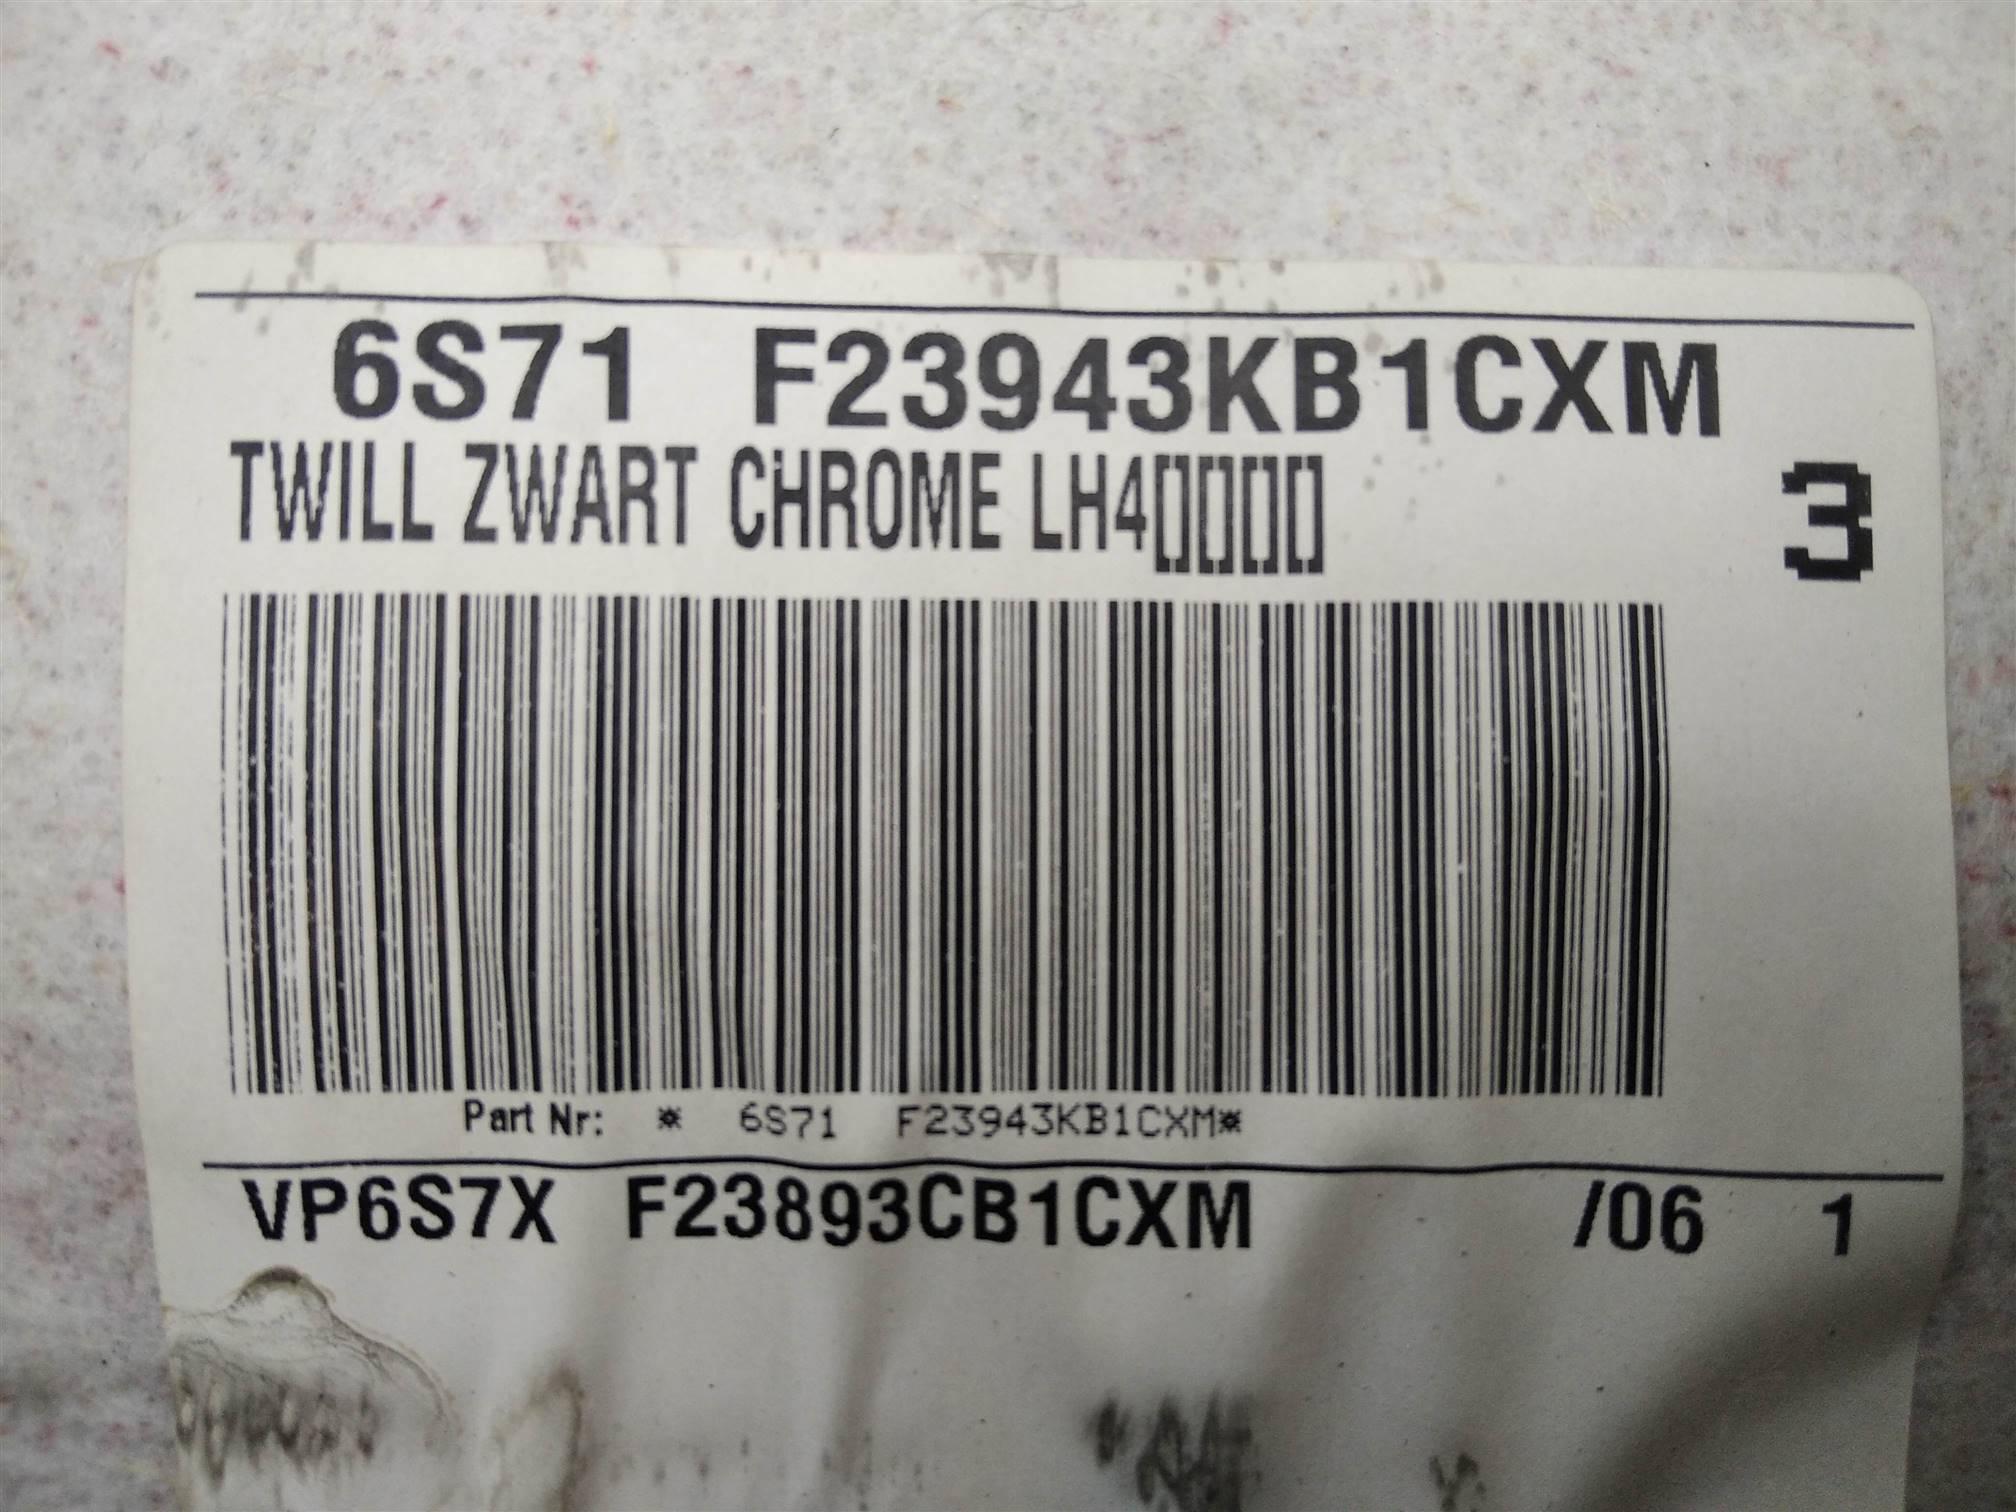 6S71 F23943KB1CXM
TWILL ZWART CHROME LH4▯▯▯▯
3
Part Nr: * 6S71 F23943KB1CXM*
VP6S7X F23893CB1CXM /06 1